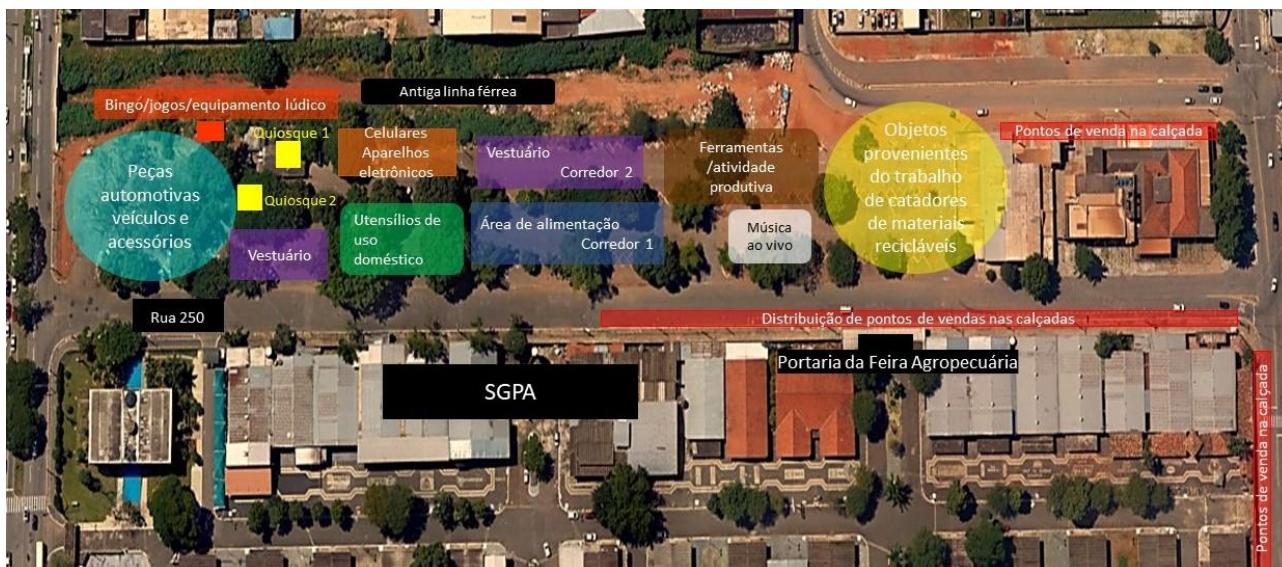 Antiga linha férrea
Bingo/jogos/equipamento lúdico
Quiosque 1
Quiosque 2
Peças
automotivas
veículos e
acessórios
Celulares
Aparelhos
eletrônicos
Vestuário
Corredor 2
Ferramentas
/atividade
produtiva
Objetos
provenientes
do trabalho
de catadores
de materiais
recicláveis
Pontos de venda na calçada
Vestuário
Utensílios de
uso
doméstico
Área de alimentação
Corredor 1
Música
ao vivo
Rua 250
Distribuição de pontos de vendas nas calçadas
Portaria da Feira Agropecuária
SGPA
Pontos de venda na calçada